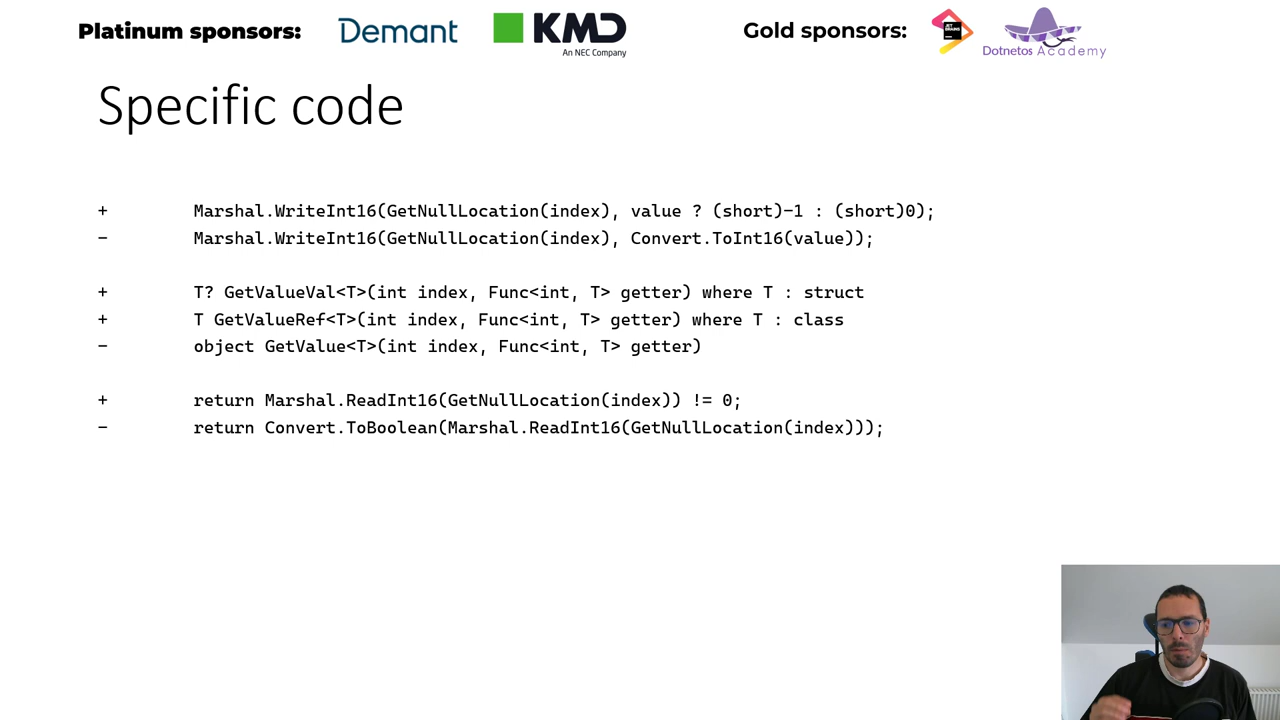 Platinum sponsors:
Demant
KMD
An NEC Company
Gold sponsors:
JET
BRAINS
Dotnetos Academy
Specific code
+ Marshal.WriteInt16(GetNullLocation(index), value ? (short)-1 : (short)0);
- Marshal.WriteInt16(GetNullLocation(index), Convert.ToInt16(value));
+ T? GetValueVal<T>(int index, Func<int, T> getter) where T : struct
+ T GetValueRef<T>(int index, Func<int, T> getter) where T : class
- object GetValue<T>(int index, Func<int, T> getter)
+ return Marshal.ReadInt16(GetNullLocation(index)) != 0;
- return Convert.ToBoolean(Marshal.ReadInt16(GetNullLocation(index)));